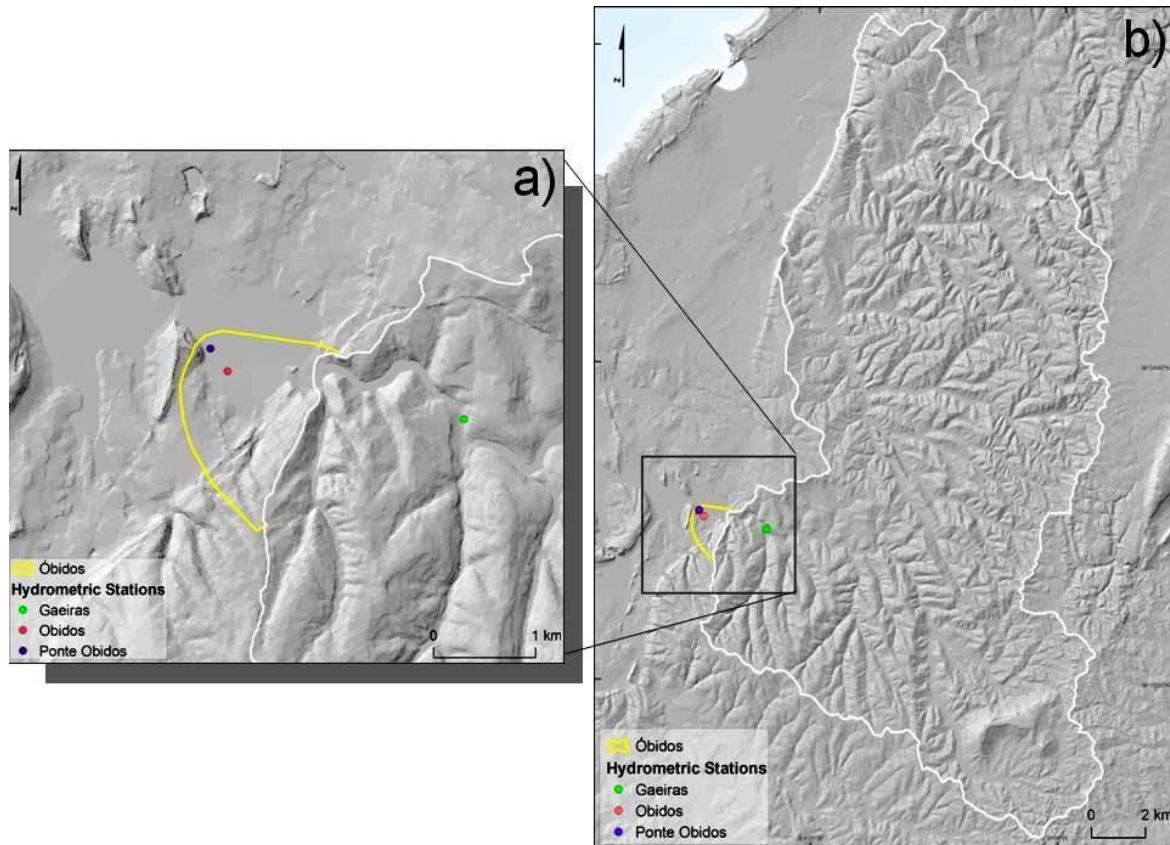 a)
N
Óbidos
Hydrometric Stations
Gaeiras
Obidos
Ponte Obidos
0 1 km
b)
N
Óbidos
Hydrometric Stations
Gaeiras
Obidos
Ponte Obidos
0 2 km